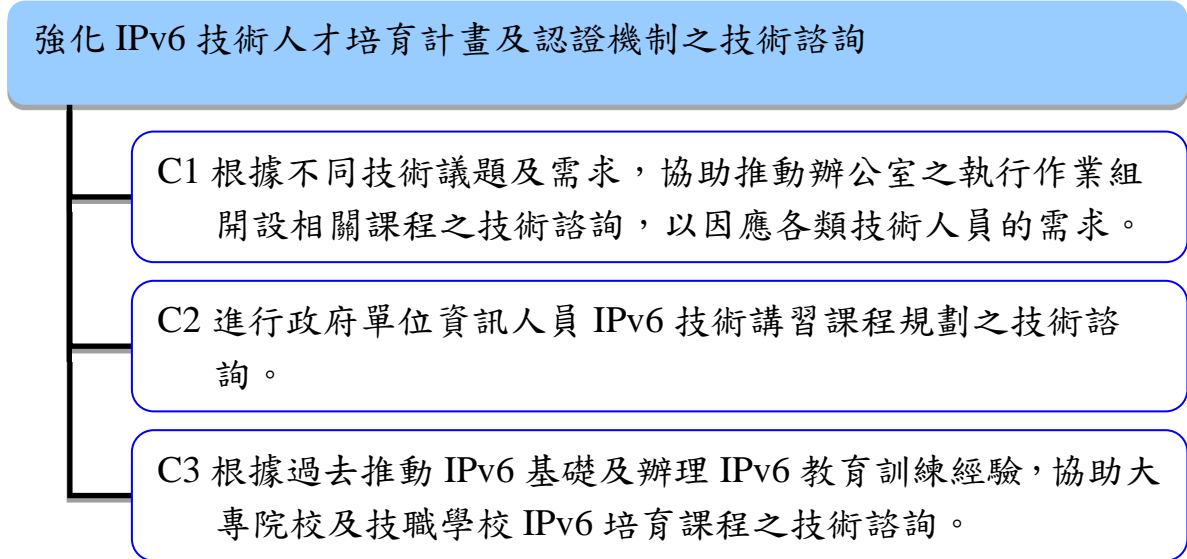 強化 IPv6 技術人才培育計畫及認證機制之技術諮詢
C1 根據不同技術議題及需求，協助推動辦公室之執行作業組
開設相關課程之技術諮詢，以因應各類技術人員的需求。
C2 進行政府單位資訊人員 IPv6 技術講習課程規劃之技術諮
詢。
C3 根據過去推動 IPv6 基礎及辦理 IPv6 教育訓練經驗，協助大
專院校及技職學校 IPv6 培育課程之技術諮詢。